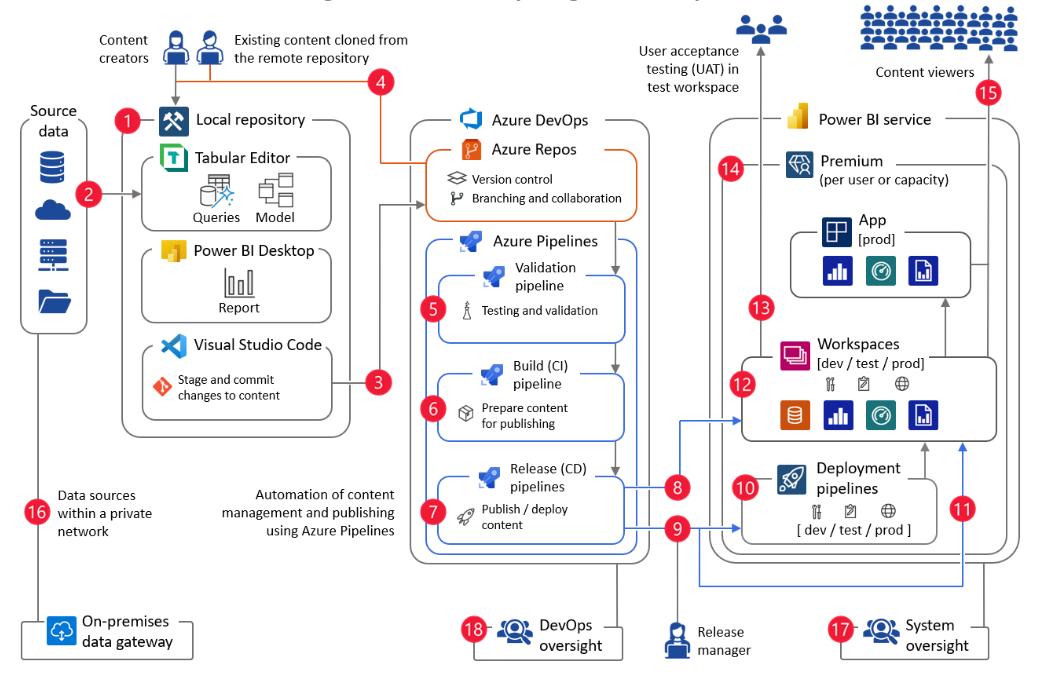 Content
creators
Existing content cloned from
the remote repository
4
User acceptance
testing (UAT) in
test workspace
Content viewers
15
Source
data
1
Local repository
Azure DevOps
Power BI service
Tabular Editor
Queries
Model
2
Azure Repos
Version control
Branching and collaboration
14
Premium
(per user or capacity)
App
[prod]
Power BI Desktop
Report
Azure Pipelines
Validation
pipeline
5
Testing and validation
13
Visual Studio Code
Stage and commit
changes to content
3
Build (CI)
pipeline
6
Prepare content
for publishing
Workspaces
[dev / test / prod]
12
16
Data sources
within a private
network
Automation of content
management and publishing
using Azure Pipelines
Release (CD)
pipelines
7
Publish / deploy
content
8
9
10
Deployment
pipelines
[ dev / test / prod ]
11
On-premises
data gateway
18
DevOps
oversight
Release
manager
17
System
oversight